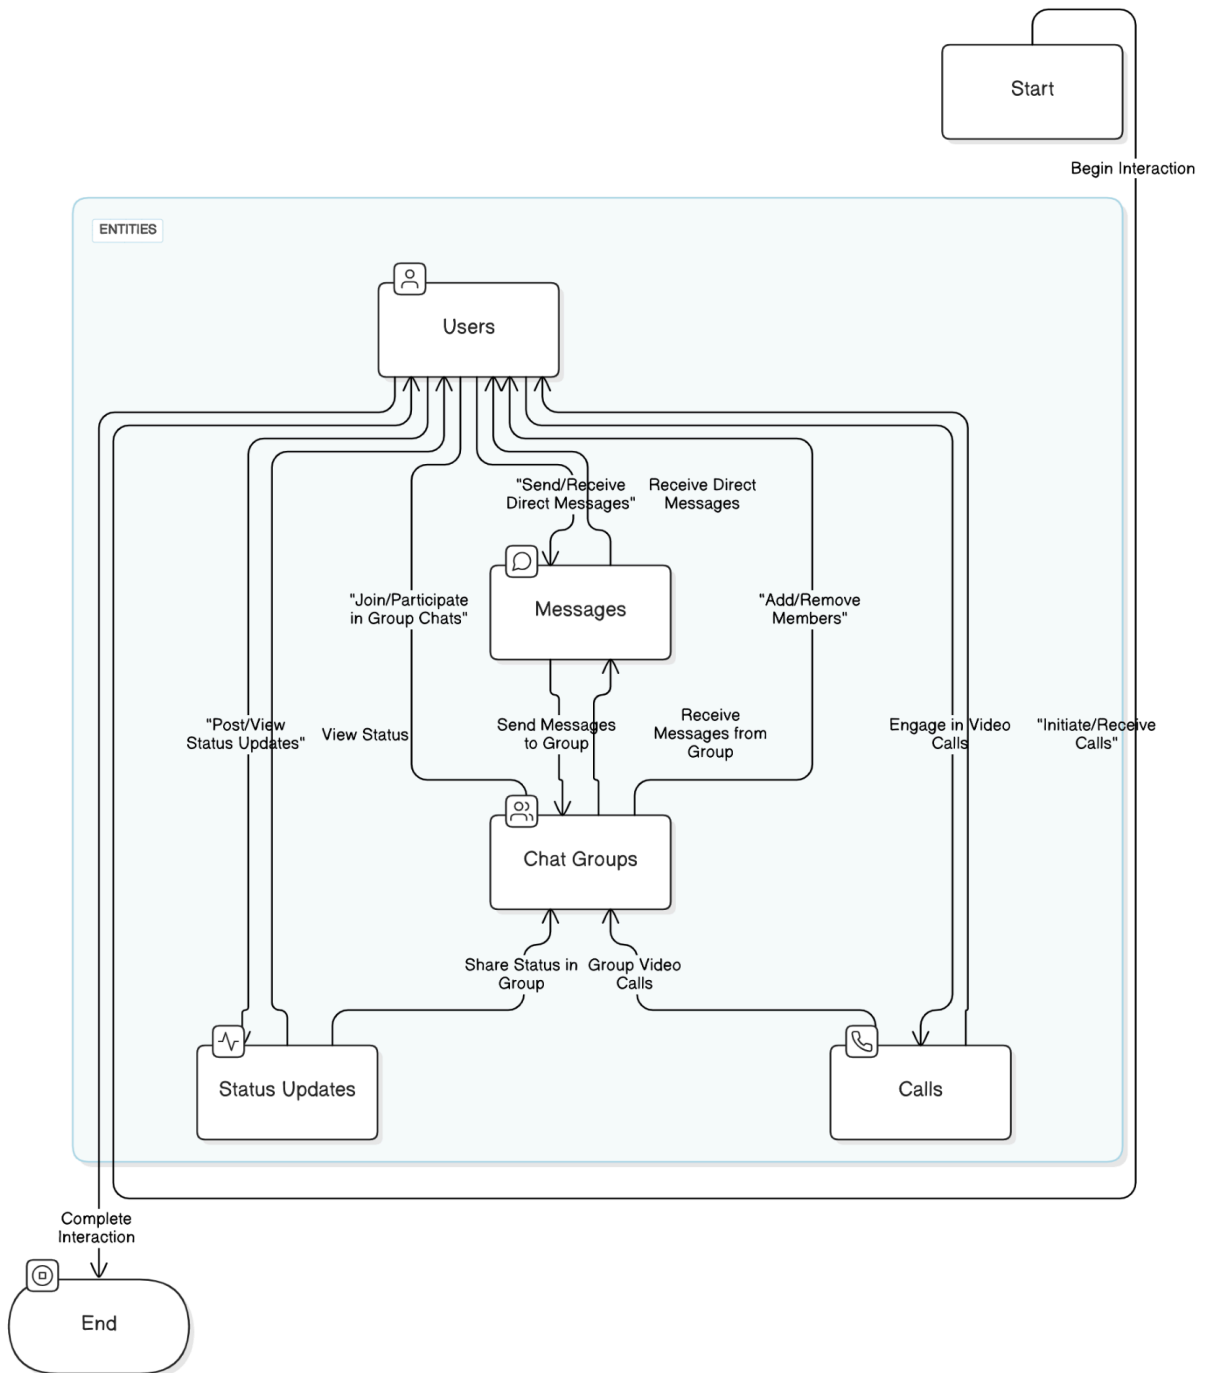 Start
Begin Interaction
ENTITIES
Users
"Send/Receive
Direct Messages"
Receive Direct
Messages
"Join/Participate
in Group Chats"
Messages
"Add/Remove
Members"
"Post/View
Status Updates"
View Status
Send Messages
to Group
Receive
Messages from
Group
Engage in Video
Calls
"Initiate/Receive
Calls"
Chat Groups
Share Status in
Group
Group Video
Calls
Status Updates
Calls
Complete
Interaction
End